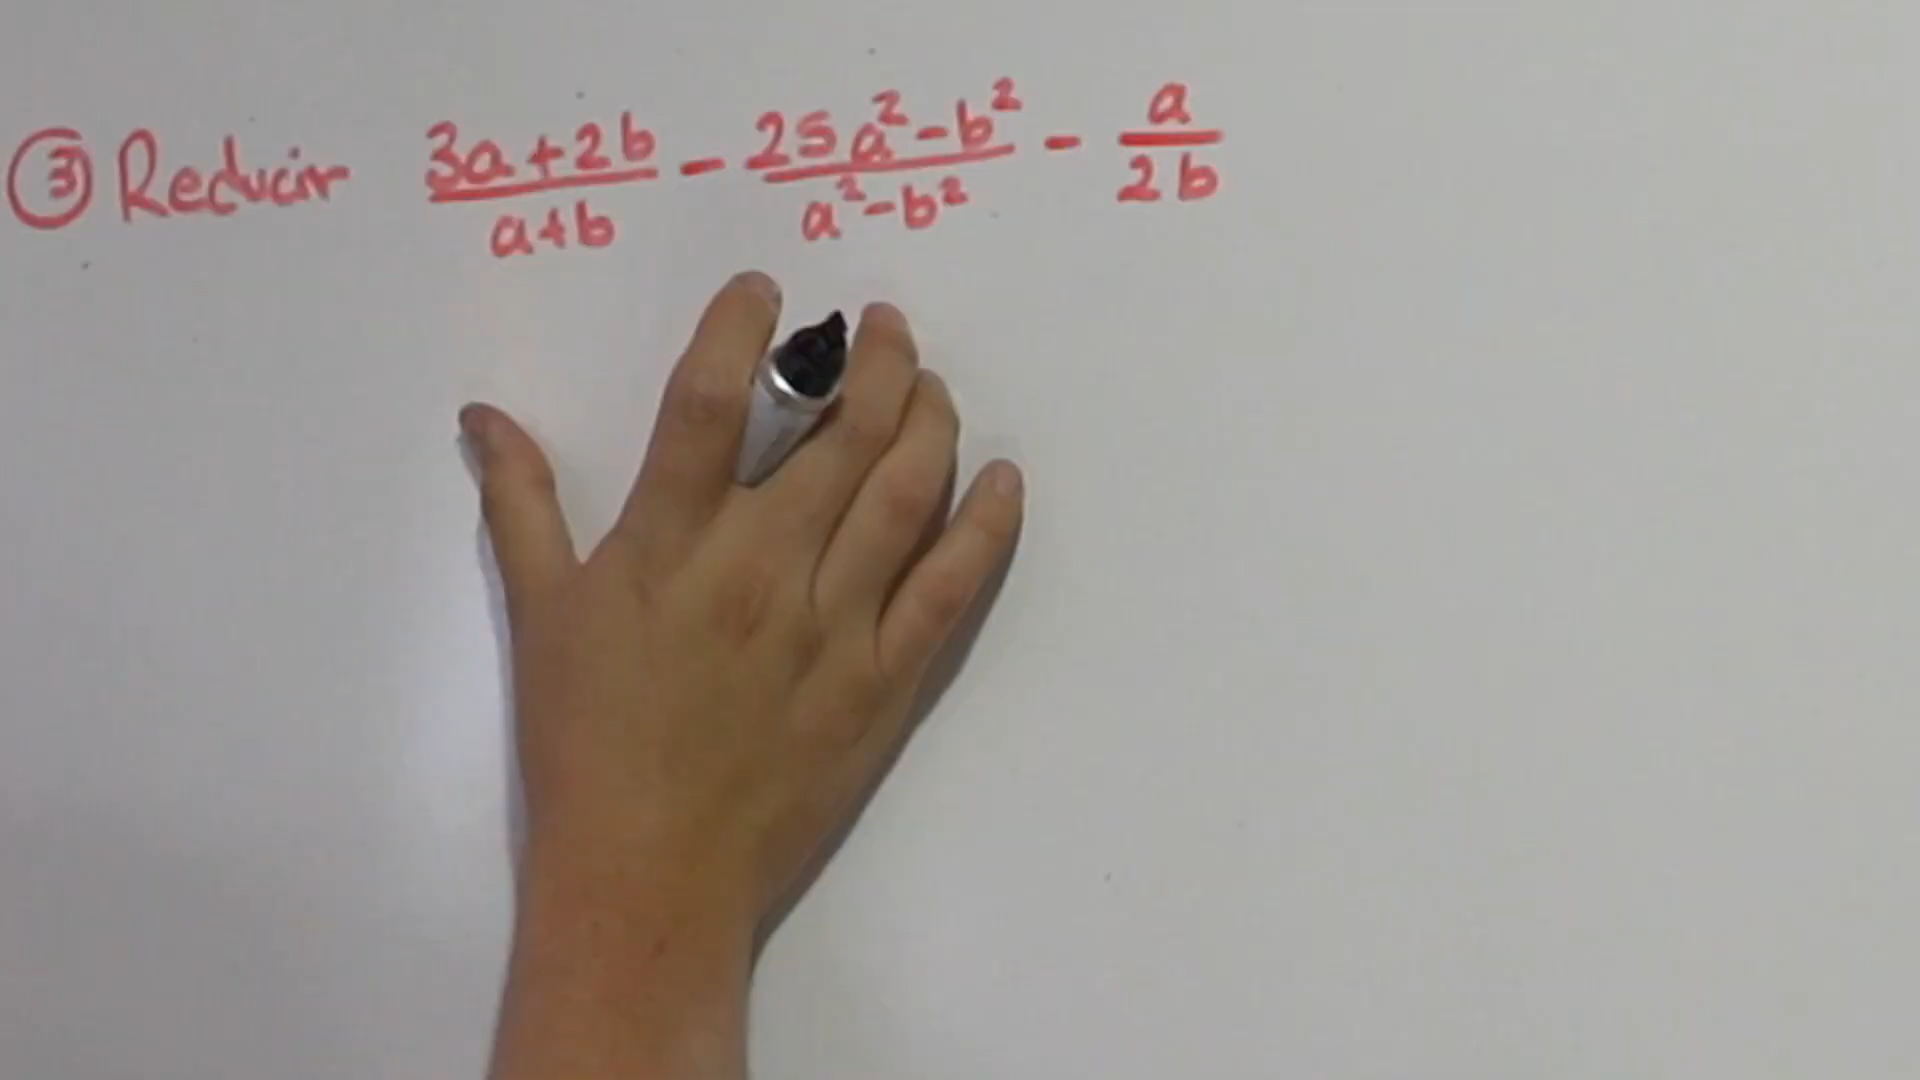 ③ Reducir (3a+2b)/(a+b) - (25a²-b²)/(a²-b²) - a/(2b)